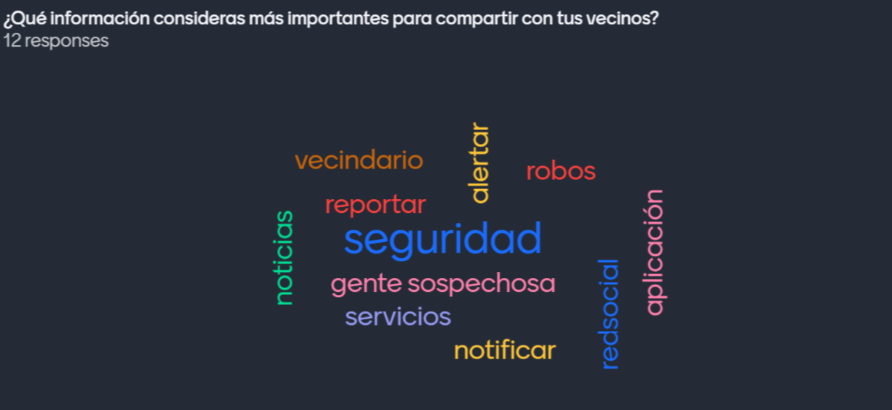 ¿Qué información consideras más importantes para compartir con tus vecinos?
12 responses
vecindario
alertar
robos
reportar
noticias
seguridad
aplicación
gente sospechosa
servicios
redsocial
notificar